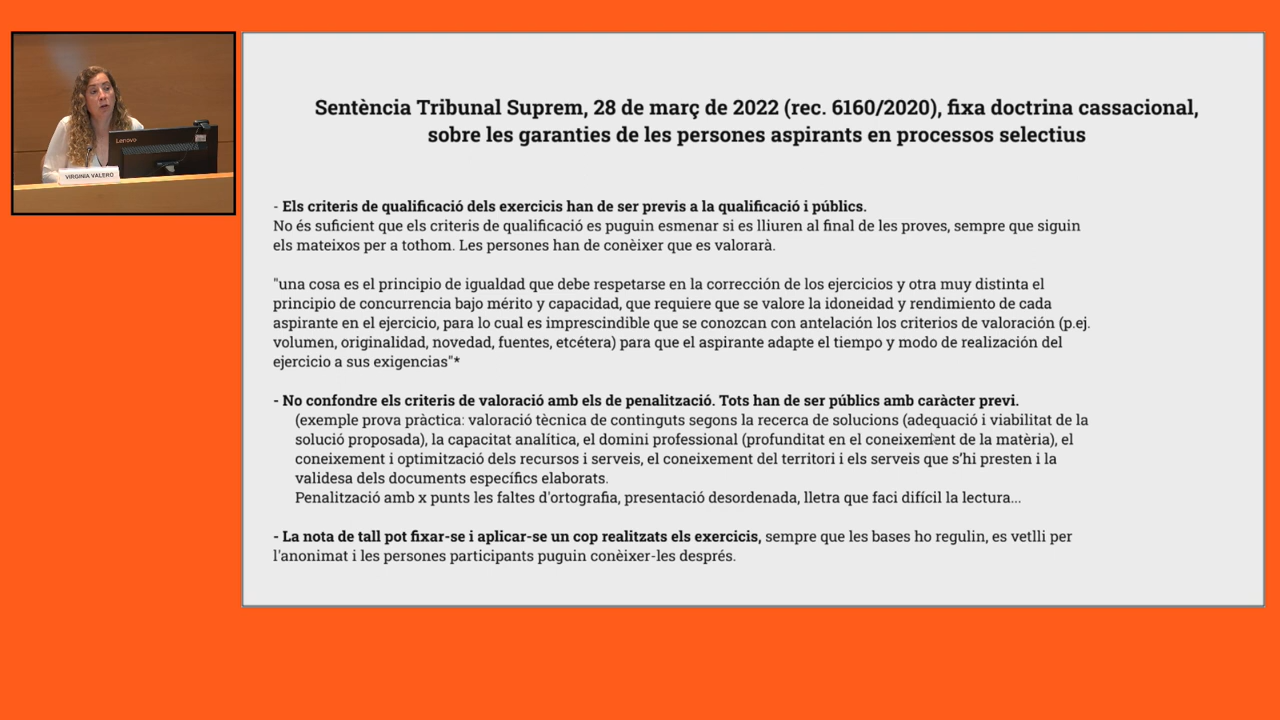 Lenovo
VIRGINIA VALERO
Sentència Tribunal Suprem, 28 de març de 2022 (rec. 6160/2020), fixa doctrina cassacional,
sobre les garanties de les persones aspirants en processos selectius
- Els criteris de qualificació dels exercicis han de ser previs a la qualificació i públics.
No és suficient que els criteris de qualificació es puguin esmenar si es lliuren al final de les proves, sempre que siguin
els mateixos per a tothom. Les persones han de conèixer que es valorarà.
"una cosa es el principio de igualdad que debe respetarse en la corrección de los ejercicios y otra muy distinta el
principio de concurrencia bajo mérito y capacidad, que requiere que se valore la idoneidad y rendimiento de cada
aspirante en el ejercicio, para lo cual es imprescindible que se conozcan con antelación los criterios de valoración (p.ej.
volumen, originalidad, novedad, fuentes, etcétera) para que el aspirante adapte el tiempo y modo de realización del
ejercicio a sus exigencias"*
- No confondre els criteris de valoració amb els de penalització. Tots han de ser públics amb caràcter previ.
(exemple prova pràctica: valoració tècnica de continguts segons la recerca de solucions (adequació i viabilitat de la
solució proposada), la capacitat analítica, el domini professional (profunditat en el coneixement de la matèria), el
coneixement i optimització dels recursos i serveis, el coneixement del territori i els serveis que s'hi presten i la
validesa dels documents específics elaborats.
Penalització amb x punts les faltes d'ortografia, presentació desordenada, lletra que faci difícil la lectura...
- La nota de tall pot fixar-se i aplicar-se un cop realitzats els exercicis, sempre que les bases ho regulin, es vetlli per
l'anonimat i les persones participants puguin conèixer-les després.